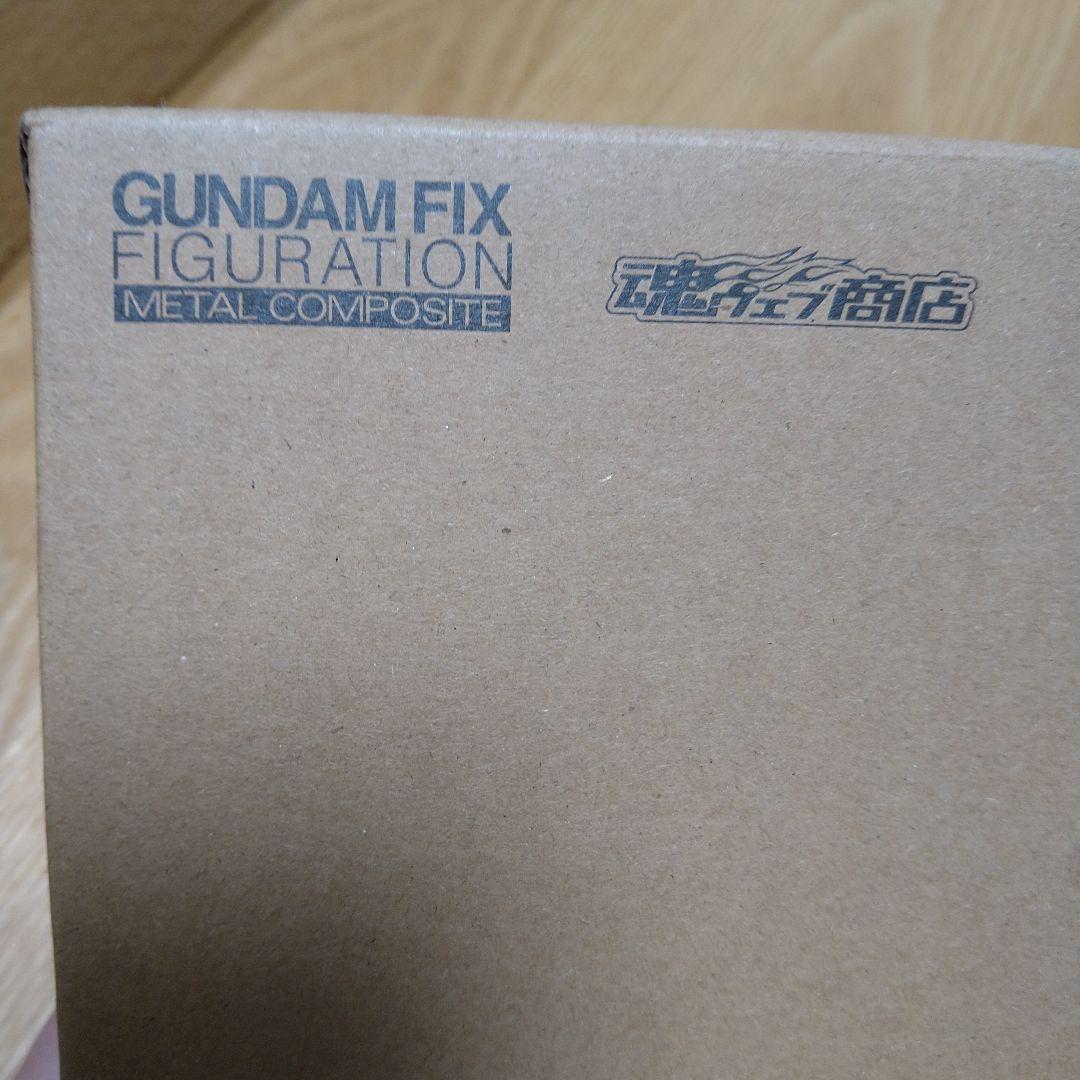 GUNDAM FIX
FIGURATION
METAL COMPOSITE
魂ウェブ商店